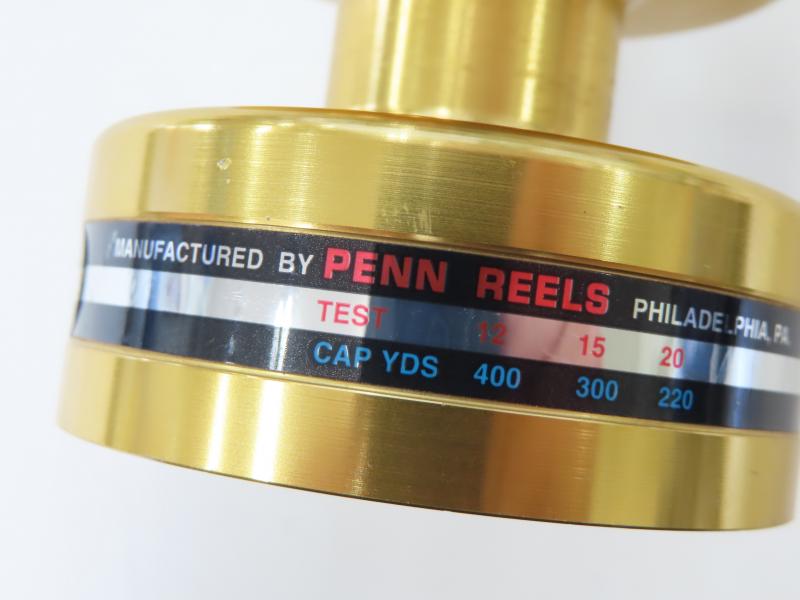 MANUFACTURED BY PENN REELS PHILADELPHIA, PA.
TEST 12 15 20
CAP YDS 400 300 220